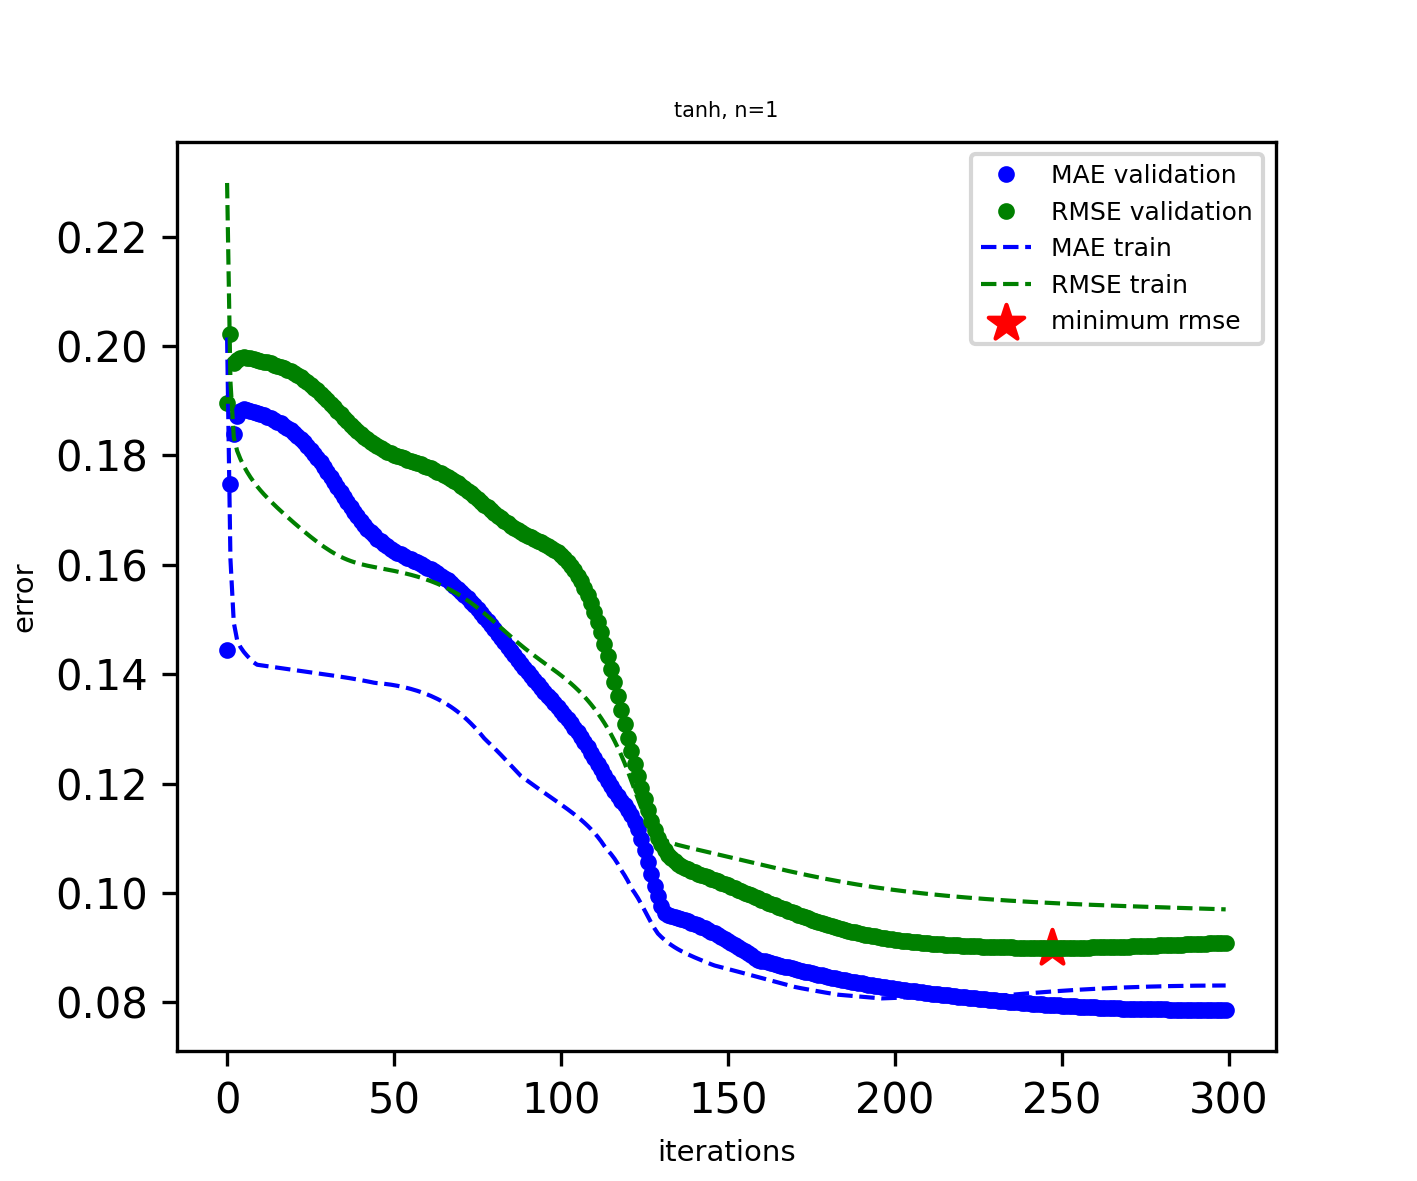 tanh, n=1
MAE validation
RMSE validation
MAE train
RMSE train
minimum rmse
error
0.22
0.20
0.18
0.16
0.14
0.12
0.10
0.08
0 50 100 150 200 250 300
iterations